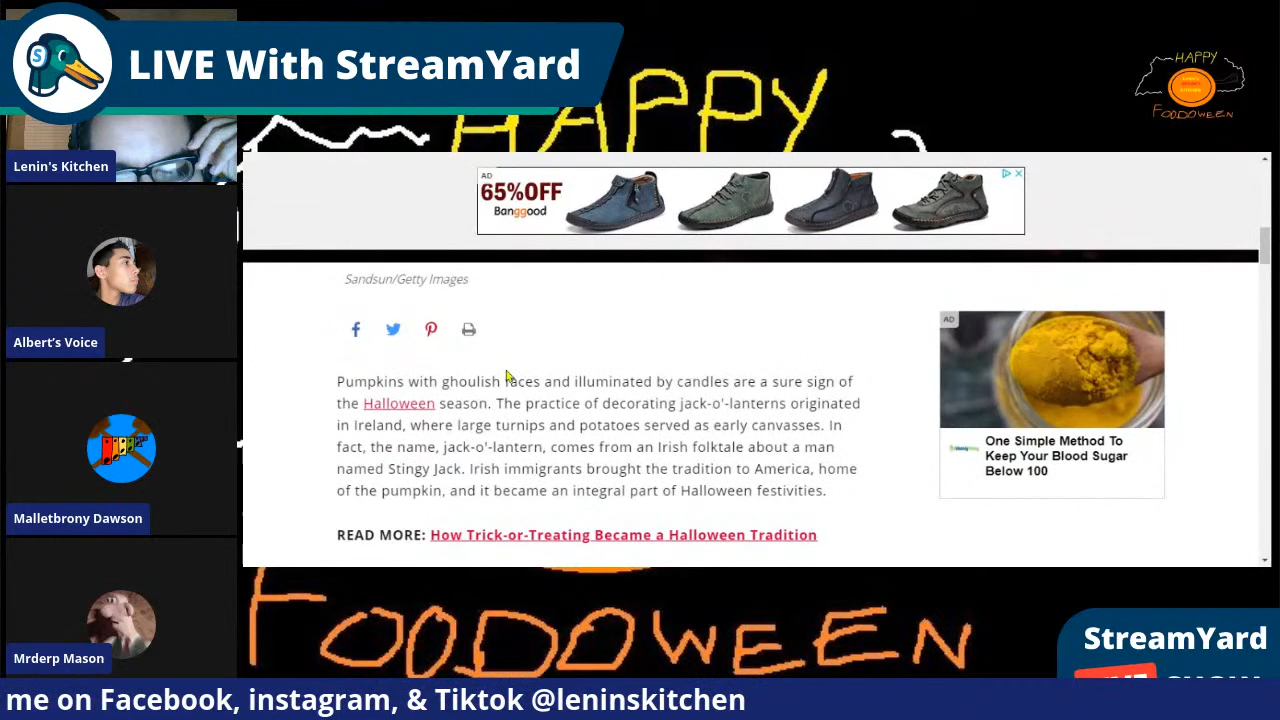 S
LIVE With StreamYard
Lenin's Kitchen
Albert's Voice
Malletbrony Dawson
Mrderp Mason
HAPPY
HAPPY
FOODOWEEN
AD
65%OFF
Banggood
Sandsun/Getty Images
Pumpkins with ghoulish faces and illuminated by candles are a sure sign of
the Halloween season. The practice of decorating jack-o'-lanterns originated
in Ireland, where large turnips and potatoes served as early canvasses. In
fact, the name, jack-o'-lantern, comes from an Irish folktale about a man
named Stingy Jack. Irish immigrants brought the tradition to America, home
of the pumpkin, and it became an integral part of Halloween festivities.
READ MORE: How Trick-or-Treating Became a Halloween Tradition
AD
One Simple Method To
Keep Your Blood Sugar
Below 100
FOODOWEEN
StreamYard
me on Facebook, instagram, & Tiktok @leninskitchen